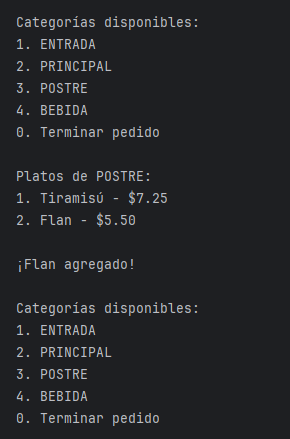 Categorías disponibles:
1. ENTRADA
2. PRINCIPAL
3. POSTRE
4. BEBIDA
0. Terminar pedido
Platos de POSTRE:
1. Tiramisú - $7.25
2. Flan - $5.50
¡Flan agregado!
Categorías disponibles:
1. ENTRADA
2. PRINCIPAL
3. POSTRE
4. BEBIDA
0. Terminar pedido